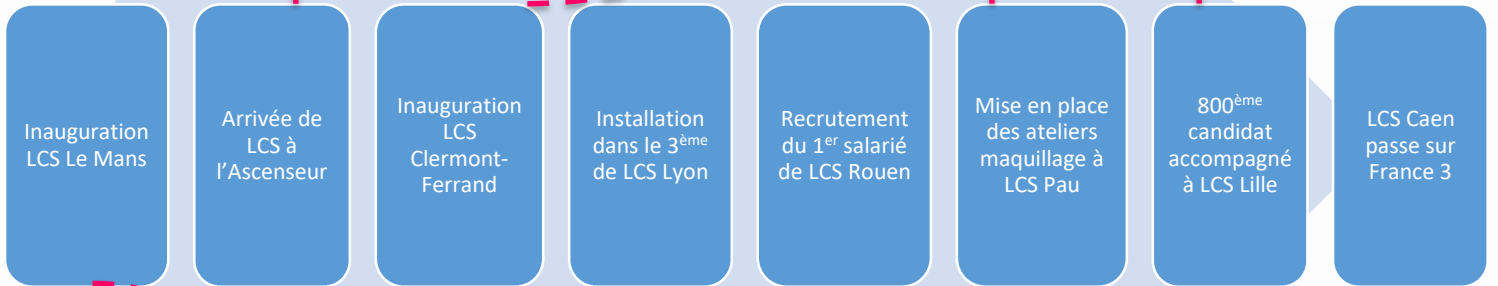 Inauguration
LCS Le Mans
Arrivée de
LCS à
l’Ascenseur
Inauguration
LCS
Clermont-
Ferrand
Installation
dans le 3ème
de LCS Lyon
Recrutement
du 1er salarié
de LCS Rouen
Mise en place
des ateliers
maquillage à
LCS Pau
800ème
candidat
accompagné
à LCS Lille
LCS Caen
passe sur
France 3